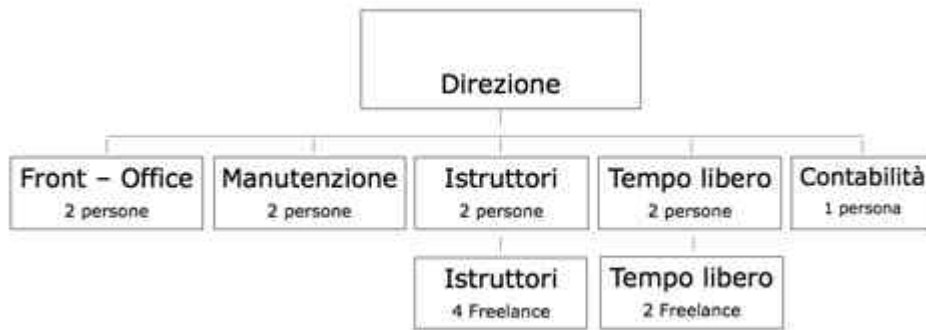 Direzione
Front – Office
2 persone
Manutenzione
2 persone
Istruttori
2 persone
Tempo libero
2 persone
Contabilità
1 persona
Istruttori
4 Freelance
Tempo libero
2 Freelance